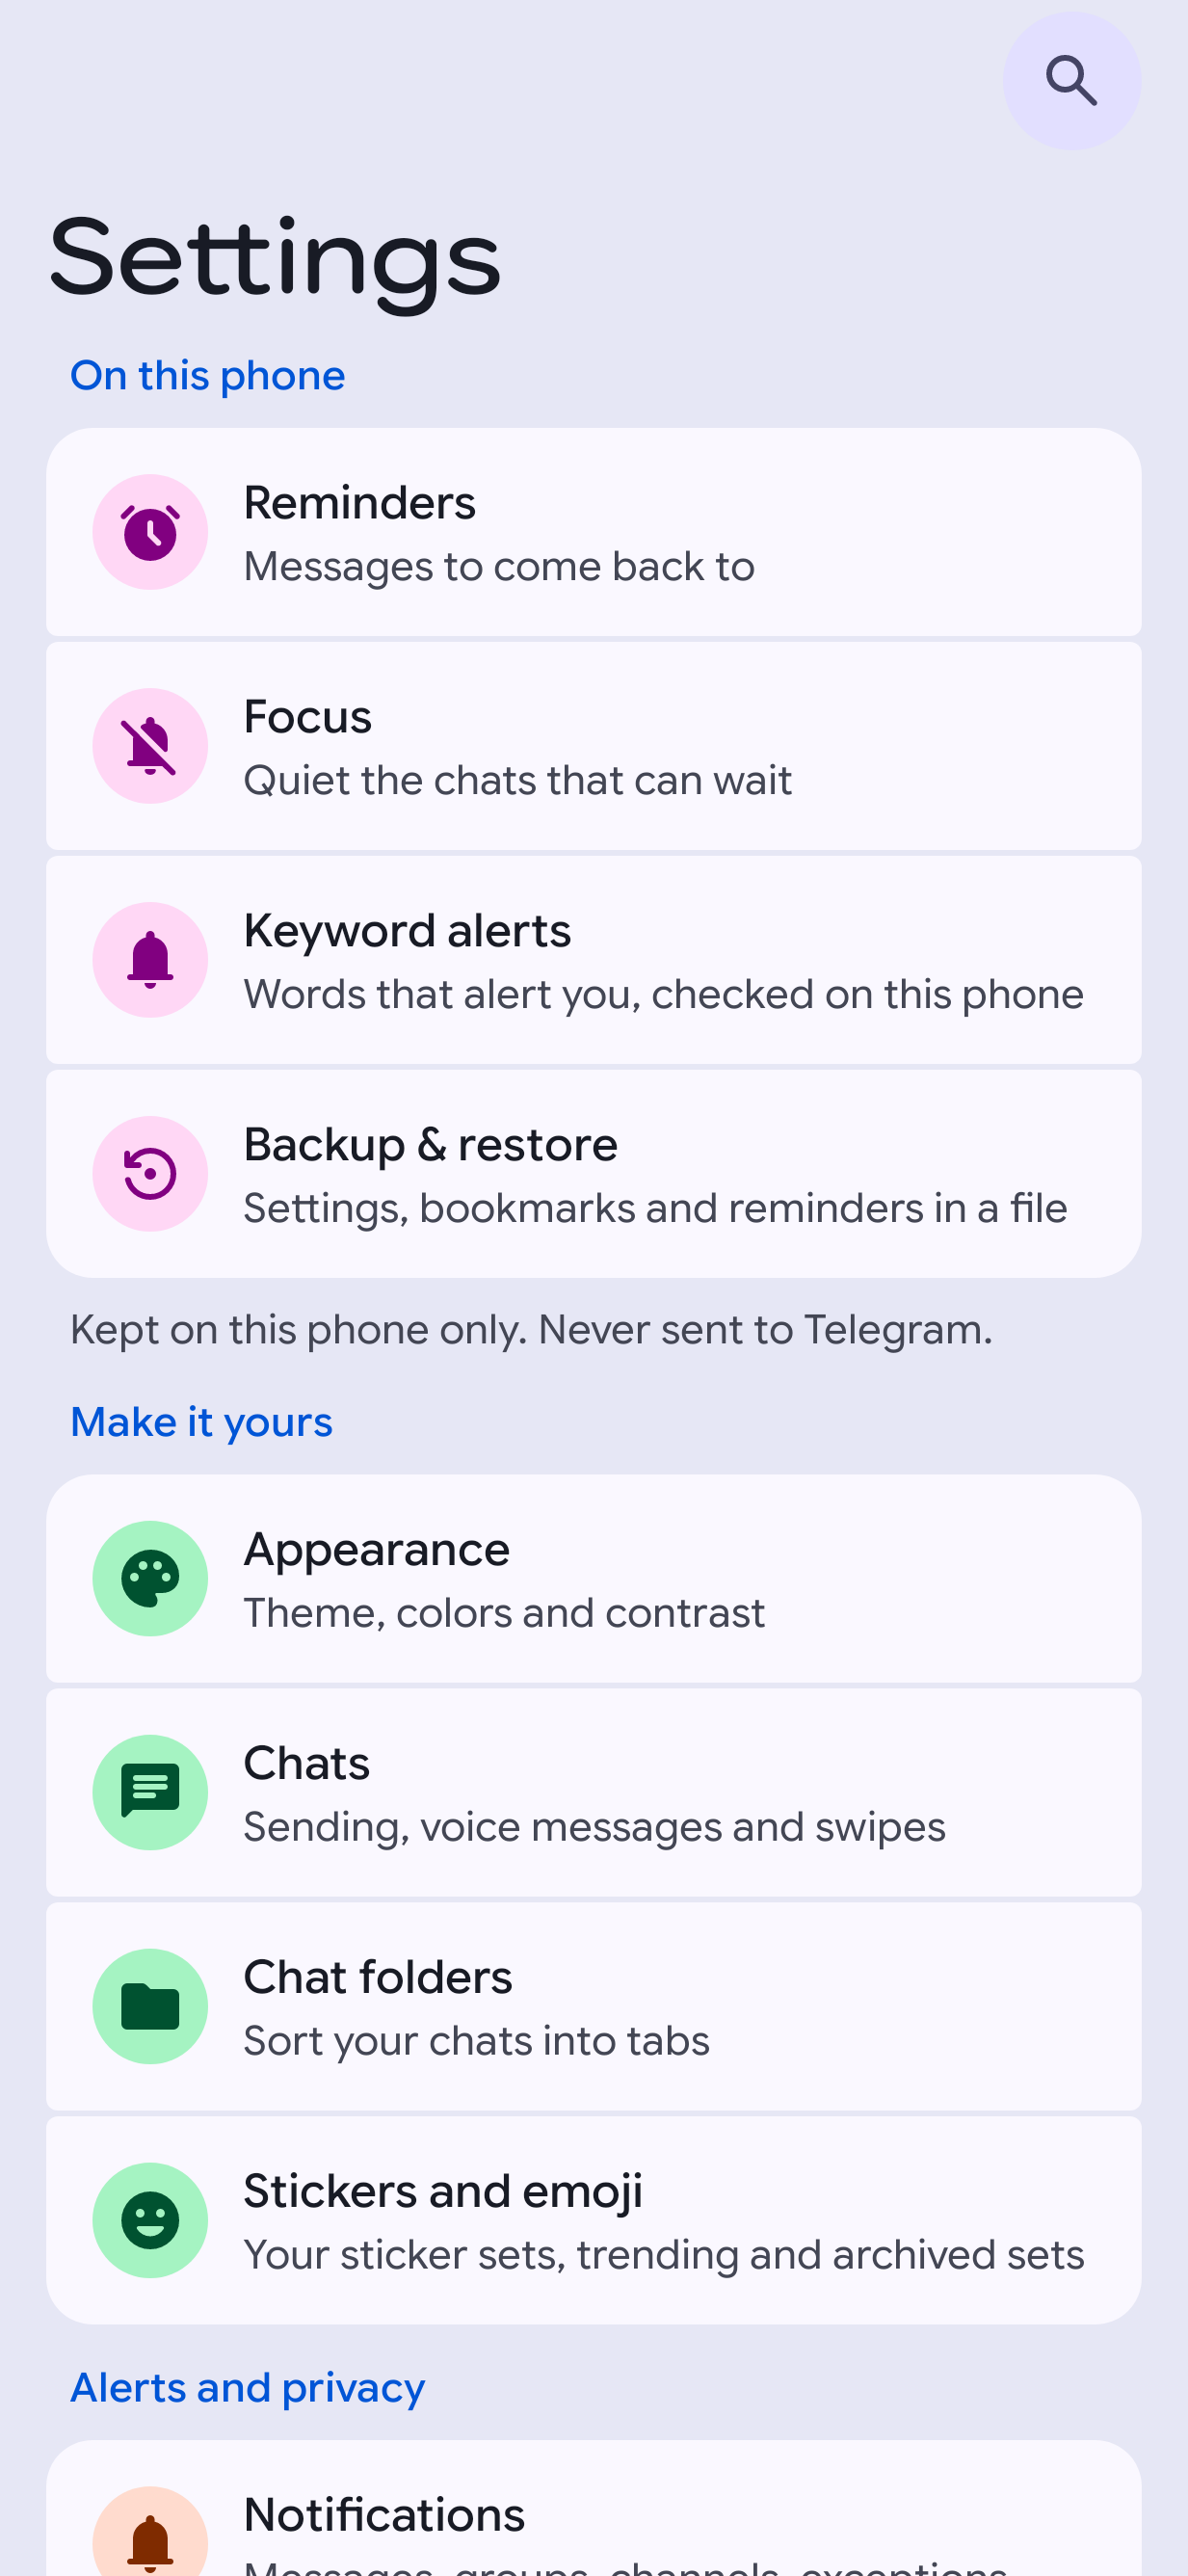 Settings
On this phone
Reminders
Messages to come back to
Focus
Quiet the chats that can wait
Keyword alerts
Words that alert you, checked on this phone
Backup & restore
Settings, bookmarks and reminders in a file
Kept on this phone only. Never sent to Telegram.
Make it yours
Appearance
Theme, colors and contrast
Chats
Sending, voice messages and swipes
Chat folders
Sort your chats into tabs
Stickers and emoji
Your sticker sets, trending and archived sets
Alerts and privacy
Notifications
Messages, groups, channels, exceptions